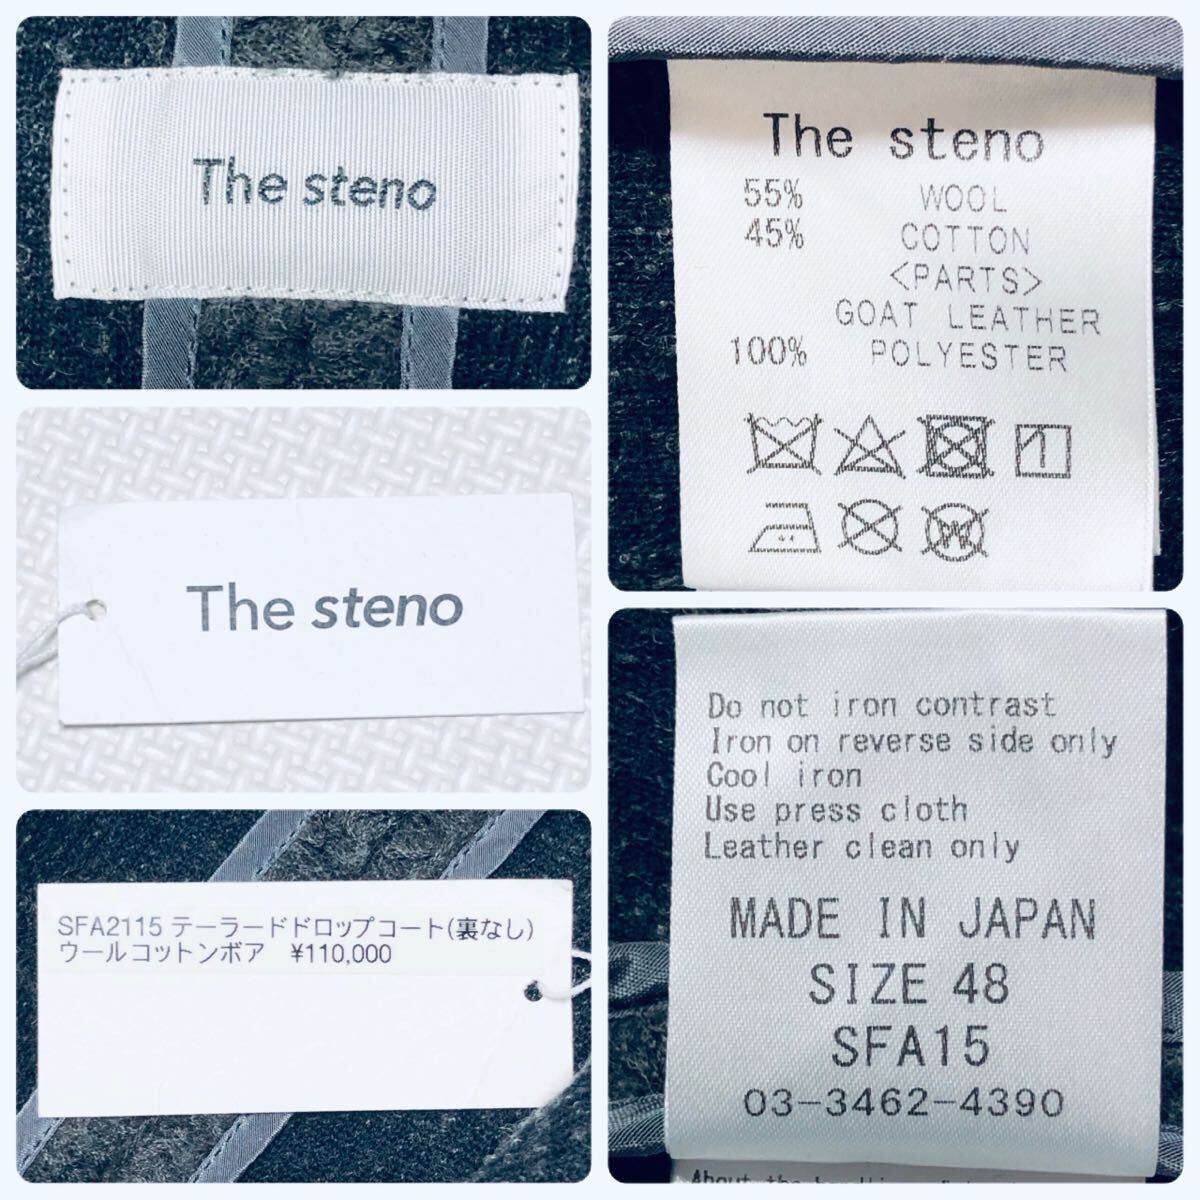 The steno
The steno
SFA2115 テーラードドロップコート(裏なし)
ウールコットンボア ¥110,000
The steno
55% WOOL
45% COTTON
<PARTS>
GOAT LEATHER
100% POLYESTER
Do not iron contrast
Iron on reverse side only
Cool iron
Use press cloth
Leather clean only
MADE IN JAPAN
SIZE 48
SFA15
03-3462-4390
About the